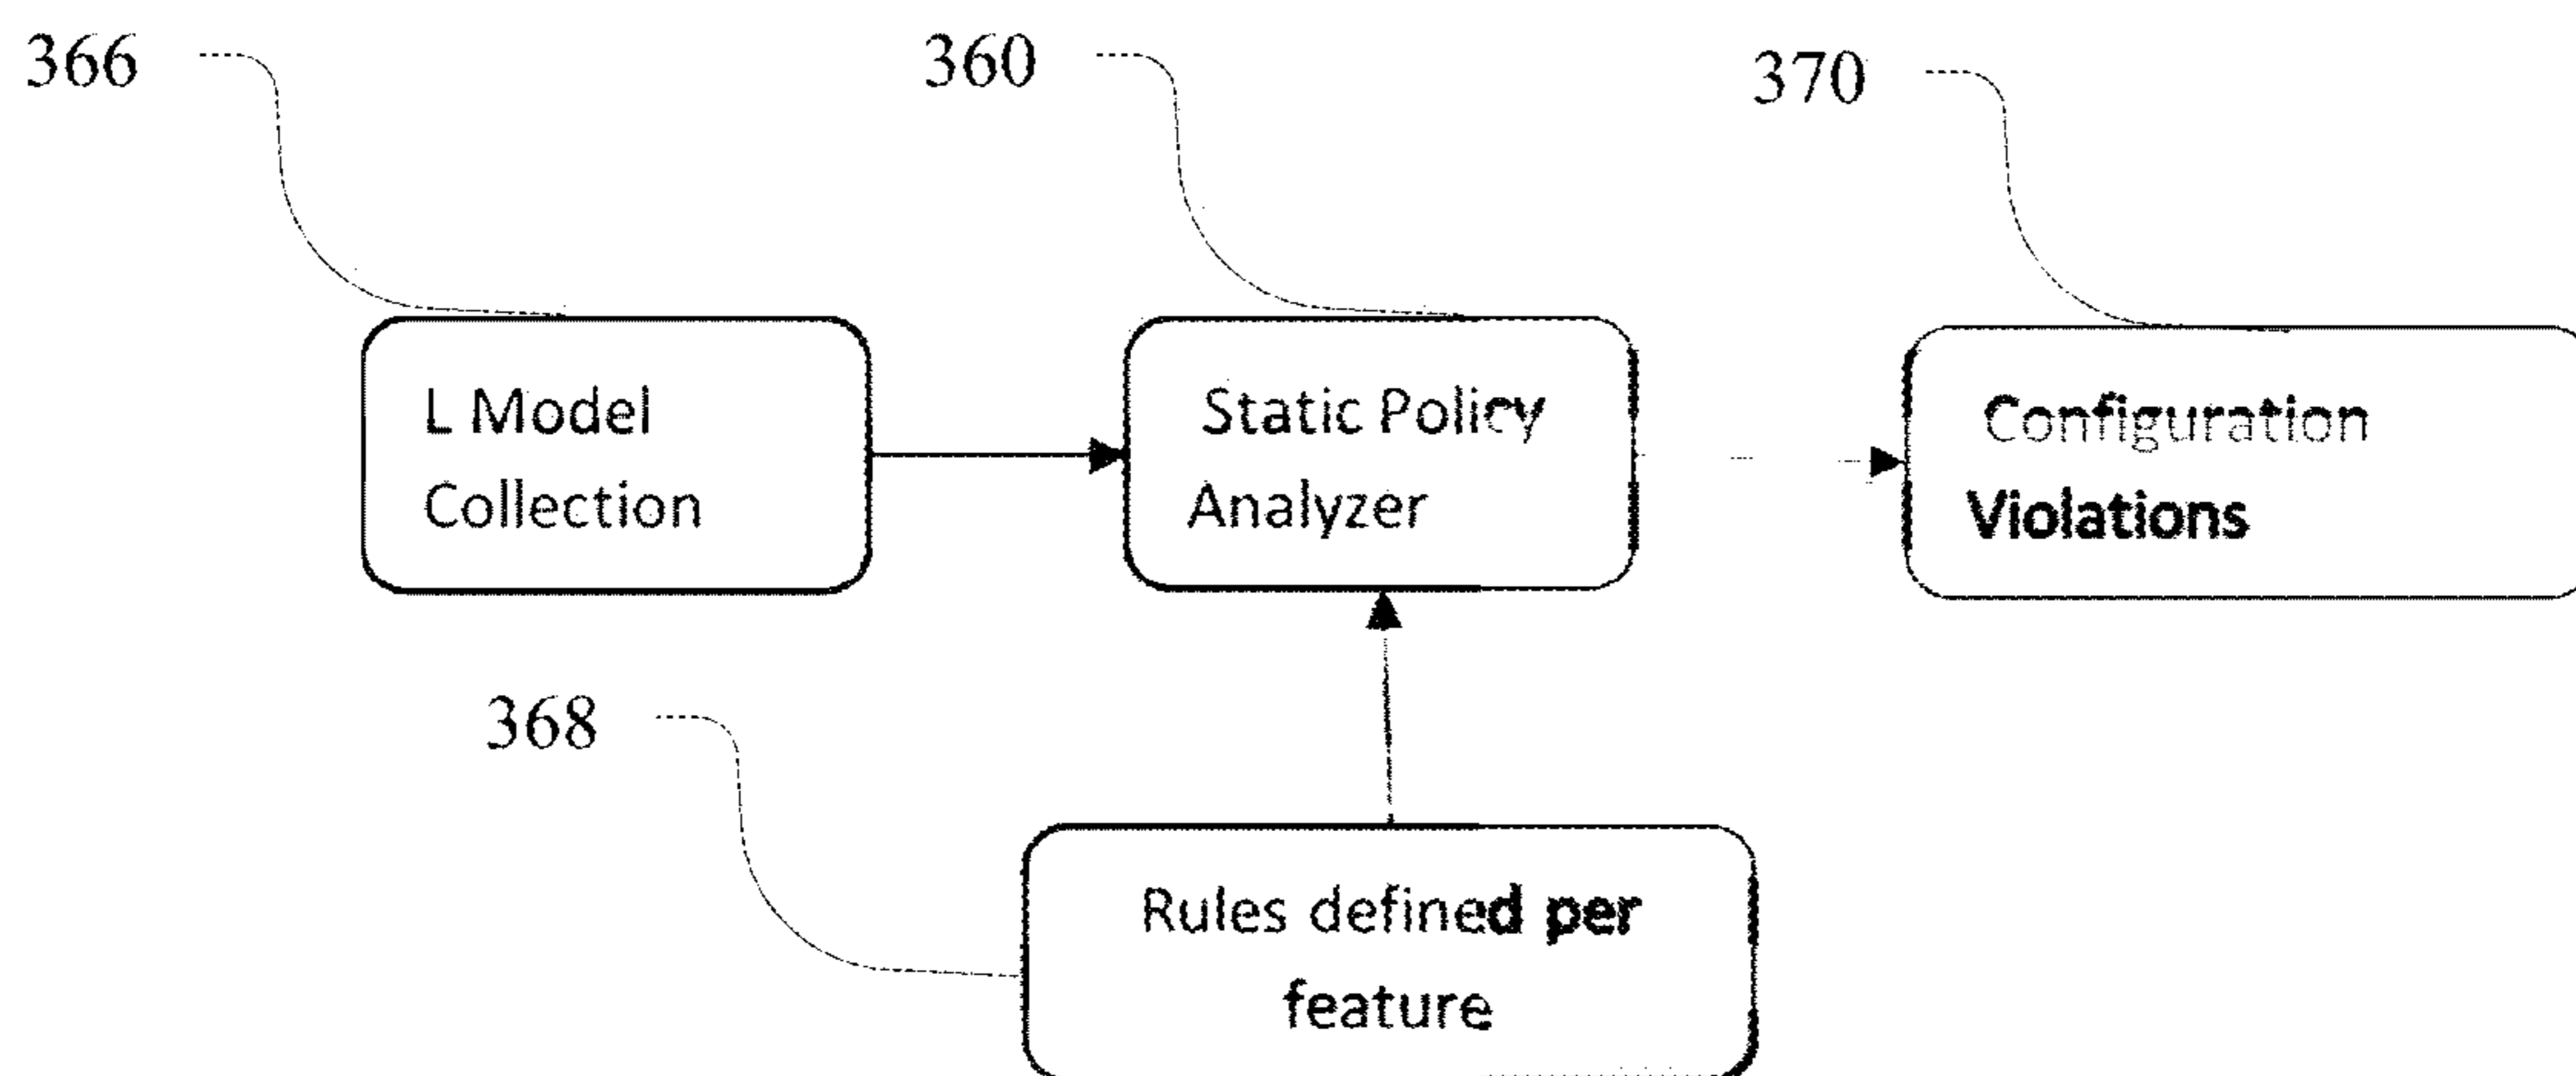 366
360
370
L Model
Collection
Static Policy
Analyzer
Configuration
Violations
368
Rules defined per
feature